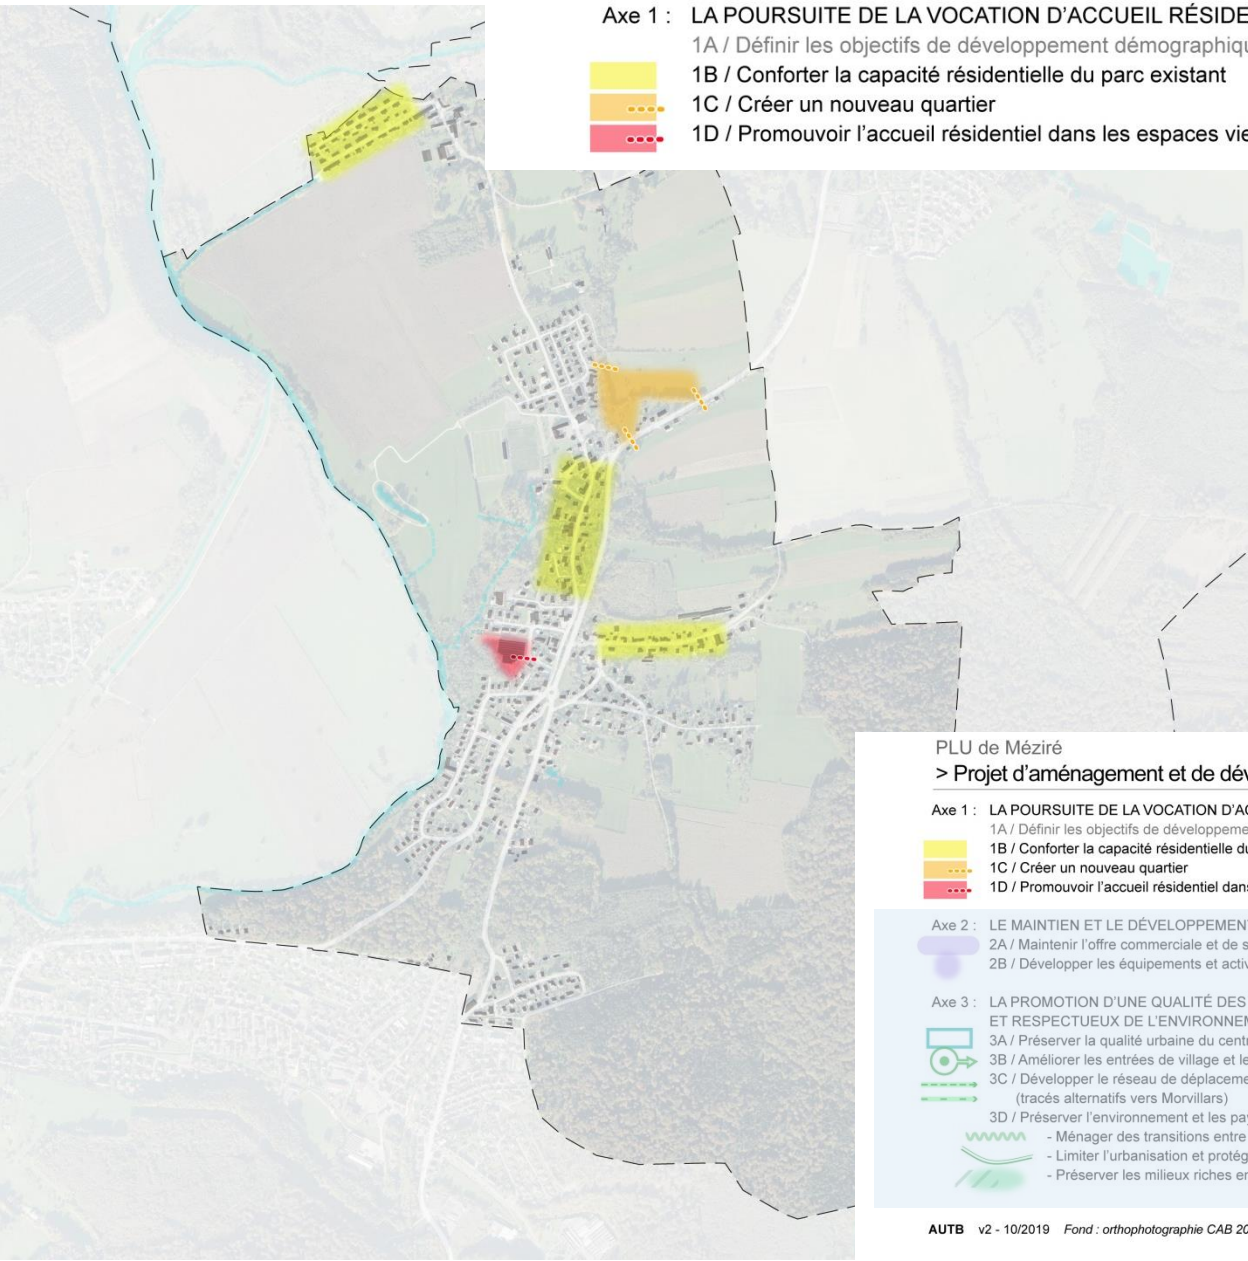 Axe 1 : LA POURSUITE DE LA VOCATION D'ACCUEIL RÉSIDE
1A / Définir les objectifs de développement démographiqu
1B / Conforter la capacité résidentielle du parc existant
1C / Créer un nouveau quartier
1D / Promouvoir l'accueil résidentiel dans les espaces vie
PLU de Méziré
> Projet d'aménagement et de dév
Axe 1 : LA POURSUITE DE LA VOCATION D'AC
1A / Définir les objectifs de développeme
1B / Conforter la capacité résidentielle du
1C / Créer un nouveau quartier
1D / Promouvoir l'accueil résidentiel dans
Axe 2 : LE MAINTIEN ET LE DÉVELOPPEMENT
2A / Maintenir l'offre commerciale et de s
2B / Développer les équipements et activ
Axe 3 : LA PROMOTION D'UNE QUALITÉ DES
ET RESPECTUEUX DE L'ENVIRONNEM
3A / Préserver la qualité urbaine du centr
3B / Améliorer les entrées de village et le
3C / Développer le réseau de déplaceme
(tracés alternatifs vers Morvillars)
3D / Préserver l'environnement et les pay
- Ménager des transitions entre
- Limiter l'urbanisation et protég
- Préserver les milieux riches en
AUTB v2 - 10/2019 Fond : orthophotographie CAB 20